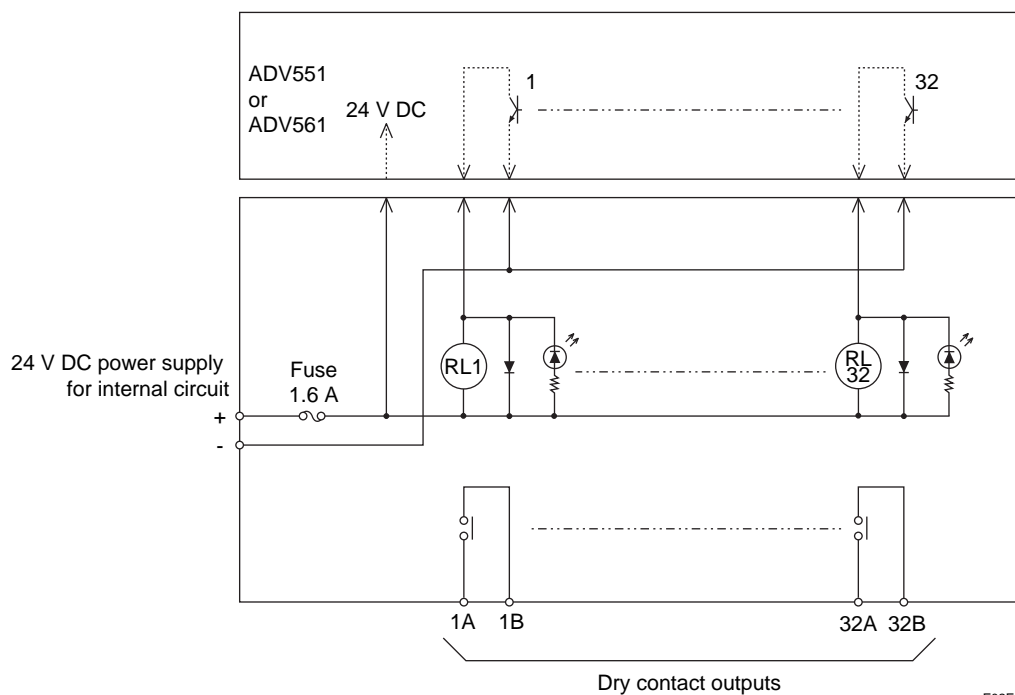 ADV551
or
ADV561
24 V DC
1
32
24 V DC power supply
for internal circuit
Fuse
1.6 A
RL1
RL
32
+
-
1A
1B
32A
32B
Dry contact outputs